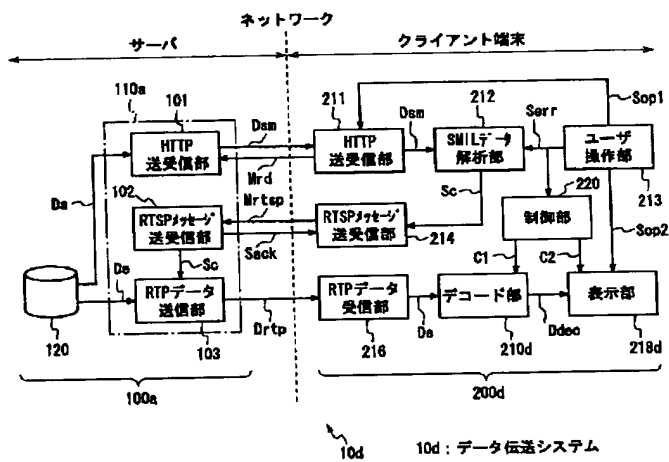 ネットワーク
サーバ
クライアント端末
110a
101
HTTP
送受信部
Dsm
Mrd
211
HTTP
送受信部
Dsm
212
SMILデータ
解析部
Serr
Sop1
ユーザ
操作部
213
Da
102
RTSPメッセージ
送受信部
Mrtsp
Sack
RTSPメッセージ
送受信部
214
Sc
220
制御部
Sop2
C1
C2
Sc
De
120
RTPデータ
送信部
103
Drtp
RTPデータ
受信部
216
De
デコード部
210d
Ddec
表示部
218d
100a
200d
10d
10d:データ伝送システム